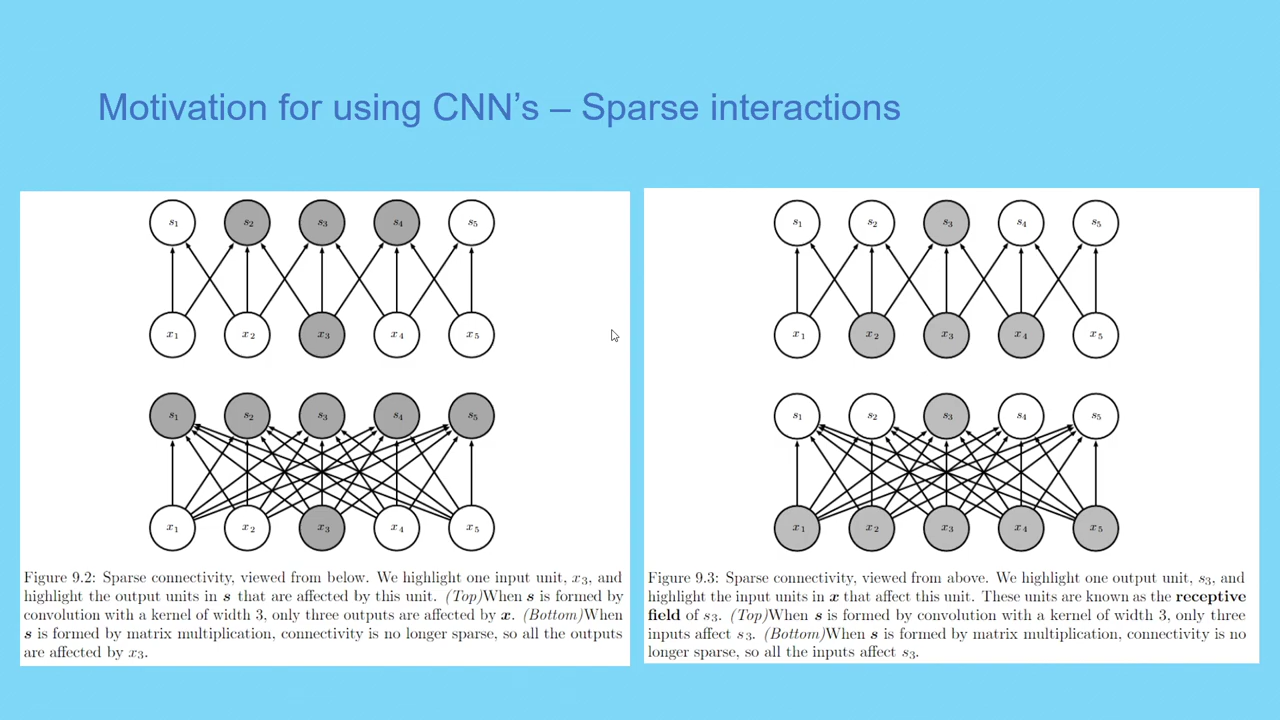 Motivation for using CNN’s – Sparse interactions
s1 s2 s3 s4 s5
x1 x2 x3 x4 x5
s1 s2 s3 s4 s5
x1 x2 x3 x4 x5
Figure 9.2: Sparse connectivity, viewed from below. We highlight one input unit, x3, and
highlight the output units in s that are affected by this unit. (Top)When s is formed by
convolution with a kernel of width 3, only three outputs are affected by x. (Bottom)When
s is formed by matrix multiplication, connectivity is no longer sparse, so all the outputs
are affected by x3.
s1 s2 s3 s4 s5
x1 x2 x3 x4 x5
s1 s2 s3 s4 s5
x1 x2 x3 x4 x5
Figure 9.3: Sparse connectivity, viewed from above. We highlight one output unit, s3, and
highlight the input units in x that affect this unit. These units are known as the receptive
field of s3. (Top)When s is formed by convolution with a kernel of width 3, only three
inputs affect s3. (Bottom)When s is formed by matrix multiplication, connectivity is no
longer sparse, so all the inputs affect s3.